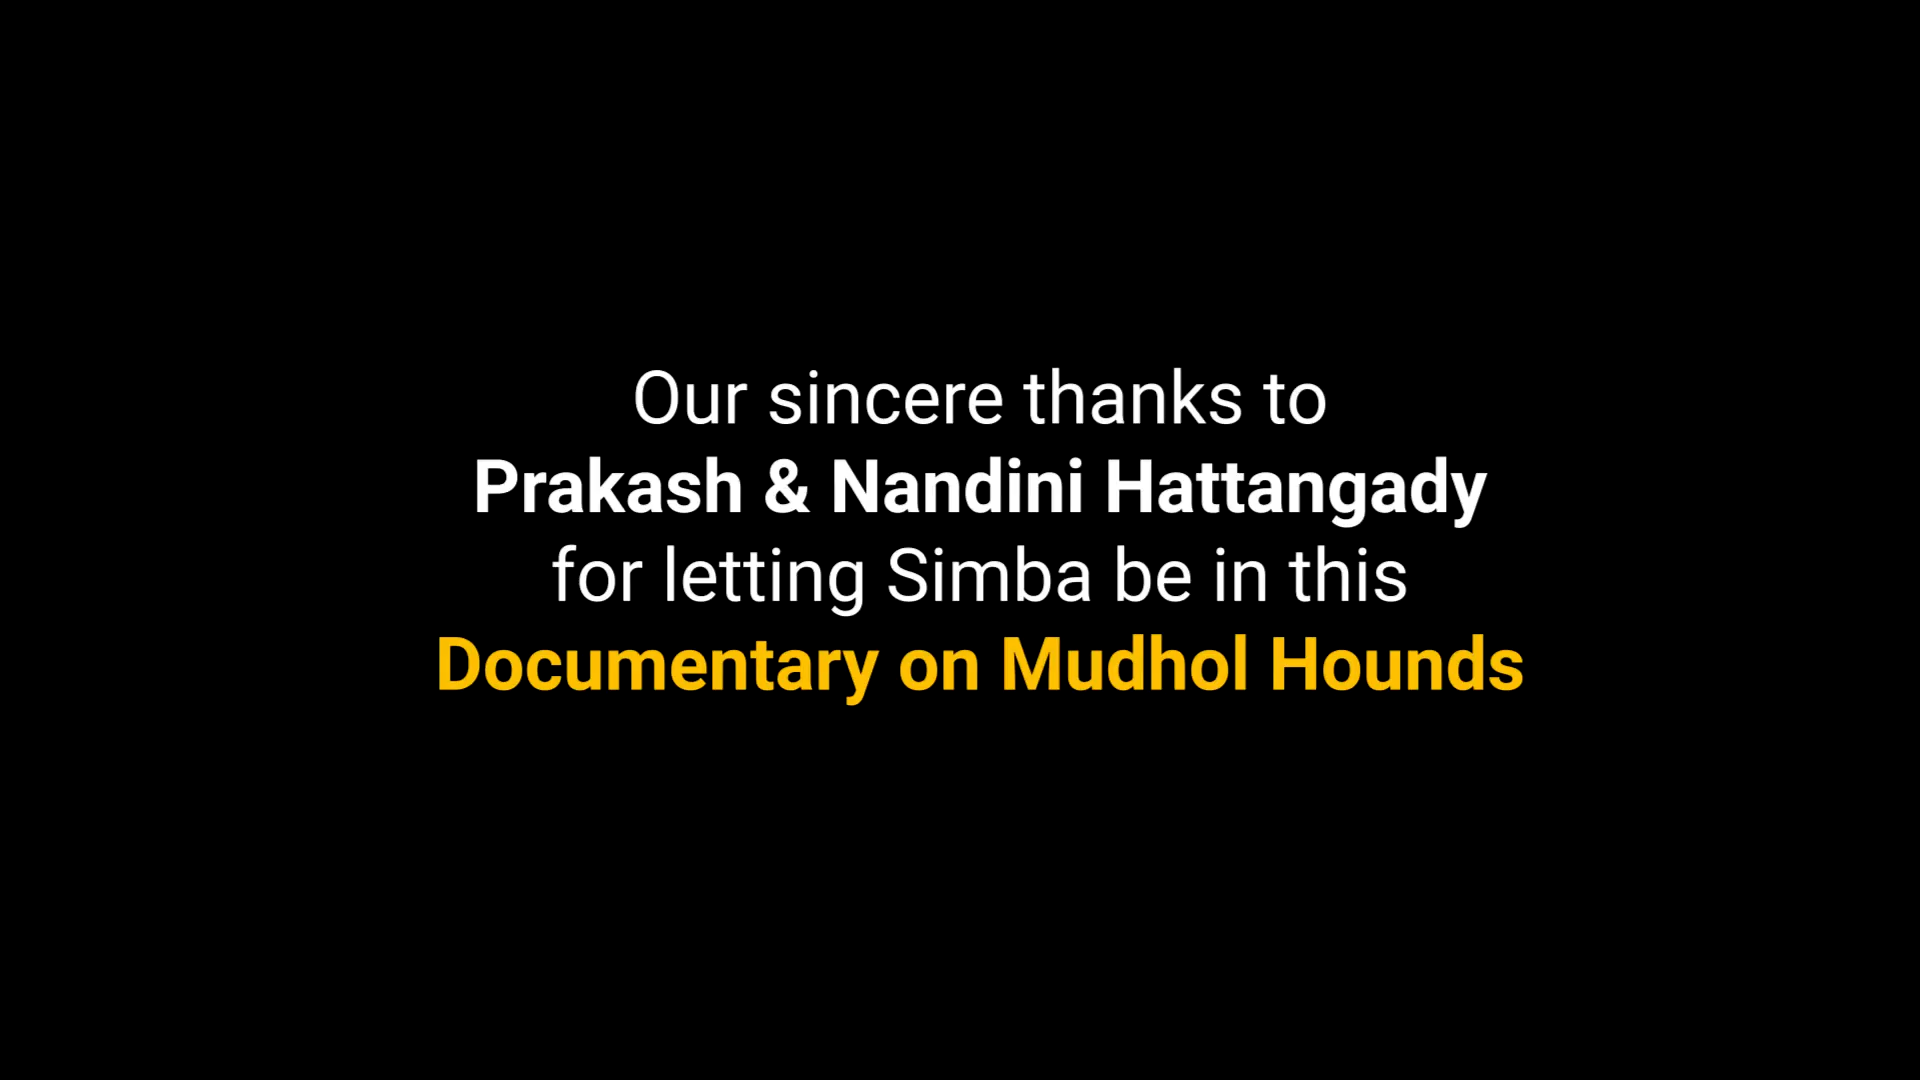 Our sincere thanks to
Prakash & Nandini Hattangady
for letting Simba be in this
Documentary on Mudhol Hounds